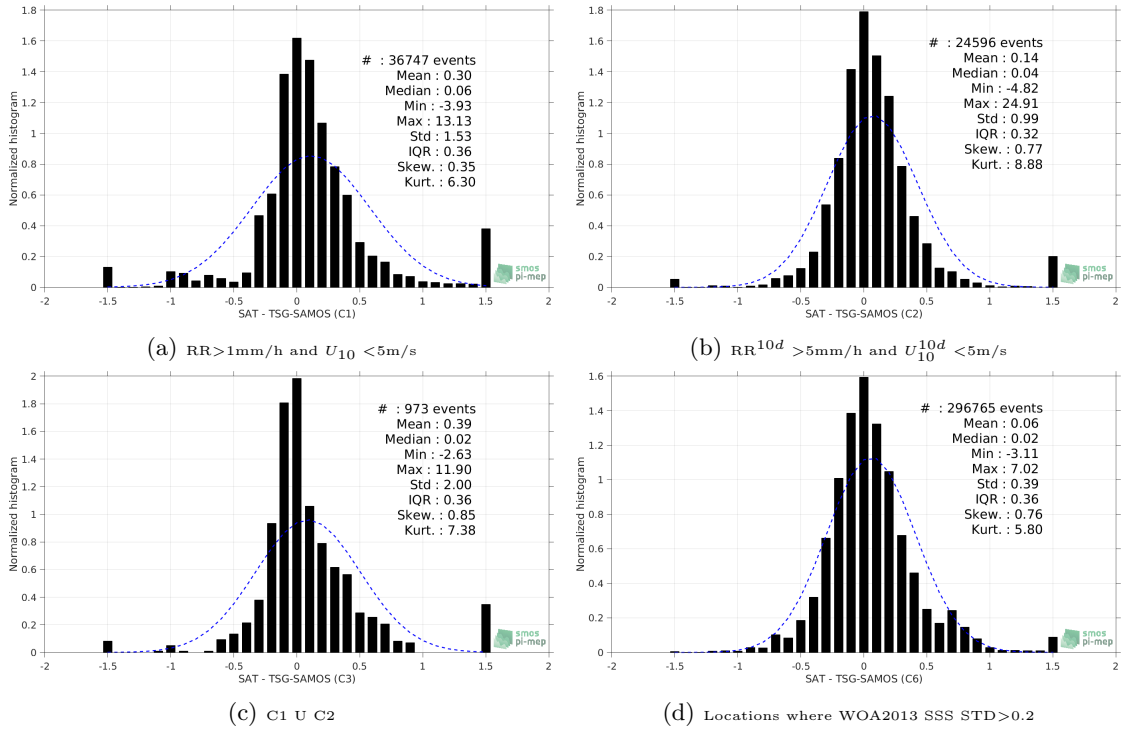 1.8
1.6
1.4
1.2
1
0.8
0.6
0.4
0.2
0
Normalized histogram
# : 36747 events
Mean : 0.30
Median : 0.06
Min : -3.93
Max : 13.13
Std : 1.53
IQR : 0.36
Skew. : 0.35
Kurt. : 6.30
smos
pi-mep
-2 -1.5 -1 -0.5 0 0.5 1 1.5 2
SAT - TSG-SAMOS (C1)
(a) RR>1mm/h and U10 <5m/s
1.8
1.6
1.4
1.2
1
0.8
0.6
0.4
0.2
0
Normalized histogram
# : 24596 events
Mean : 0.14
Median : 0.04
Min : -4.82
Max : 24.91
Std : 0.99
IQR : 0.32
Skew. : 0.77
Kurt. : 8.88
smos
pi-mep
-2 -1.5 -1 -0.5 0 0.5 1 1.5 2
SAT - TSG-SAMOS (C2)
(b) RR10d >5mm/h and U10d10 <5m/s
2
1.8
1.6
1.4
1.2
1
0.8
0.6
0.4
0.2
0
Normalized histogram
# : 973 events
Mean : 0.39
Median : 0.02
Min : -2.63
Max : 11.90
Std : 2.00
IQR : 0.36
Skew. : 0.85
Kurt. : 7.38
smos
pi-mep
-2 -1.5 -1 -0.5 0 0.5 1 1.5 2
SAT - TSG-SAMOS (C3)
(c) C1 U C2
1.6
1.4
1.2
1
0.8
0.6
0.4
0.2
0
Normalized histogram
# : 296765 events
Mean : 0.06
Median : 0.02
Min : -3.11
Max : 7.02
Std : 0.39
IQR : 0.36
Skew. : 0.76
Kurt. : 5.80
smos
pi-mep
-2 -1.5 -1 -0.5 0 0.5 1 1.5 2
SAT - TSG-SAMOS (C6)
(d) Locations where WOA2013 SSS STD>0.2